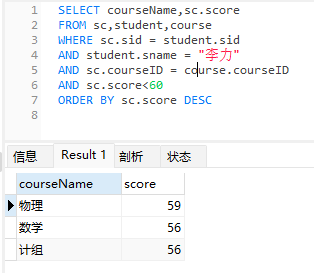 1 SELECT courseName,sc.score
2 FROM sc,student,course
3 WHERE sc.sid = student.sid
4 AND student.sname = "李力"
5 AND sc.courseID = course.courseID
6 AND sc.score<60
7 ORDER BY sc.score DESC
8
信息 Result 1 剖析 状态
courseName score
物理 59
数学 56
计组 56